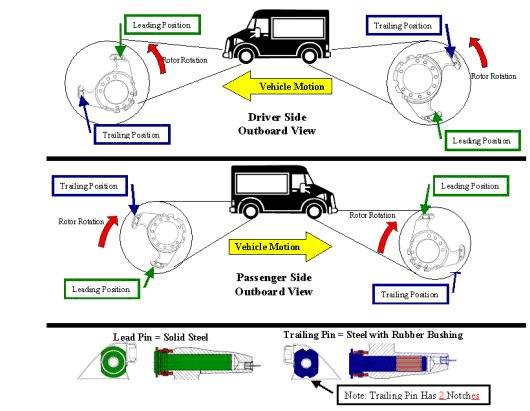 Leading Position
Trailing Position
Rotor Rotation
Rotor Rotation
Vehicle Motion
Driver Side
Outboard View
Trailing Position
Leading Position
Trailing Position
Leading Position
Rotor Rotation
Rotor Rotation
Vehicle Motion
Passenger Side
Outboard View
Leading Position
Trailing Position
Lead Pin = Solid Steel
Trailing Pin = Steel with Rubber Bushing
Note: Trailing Pin Has 2 Notches